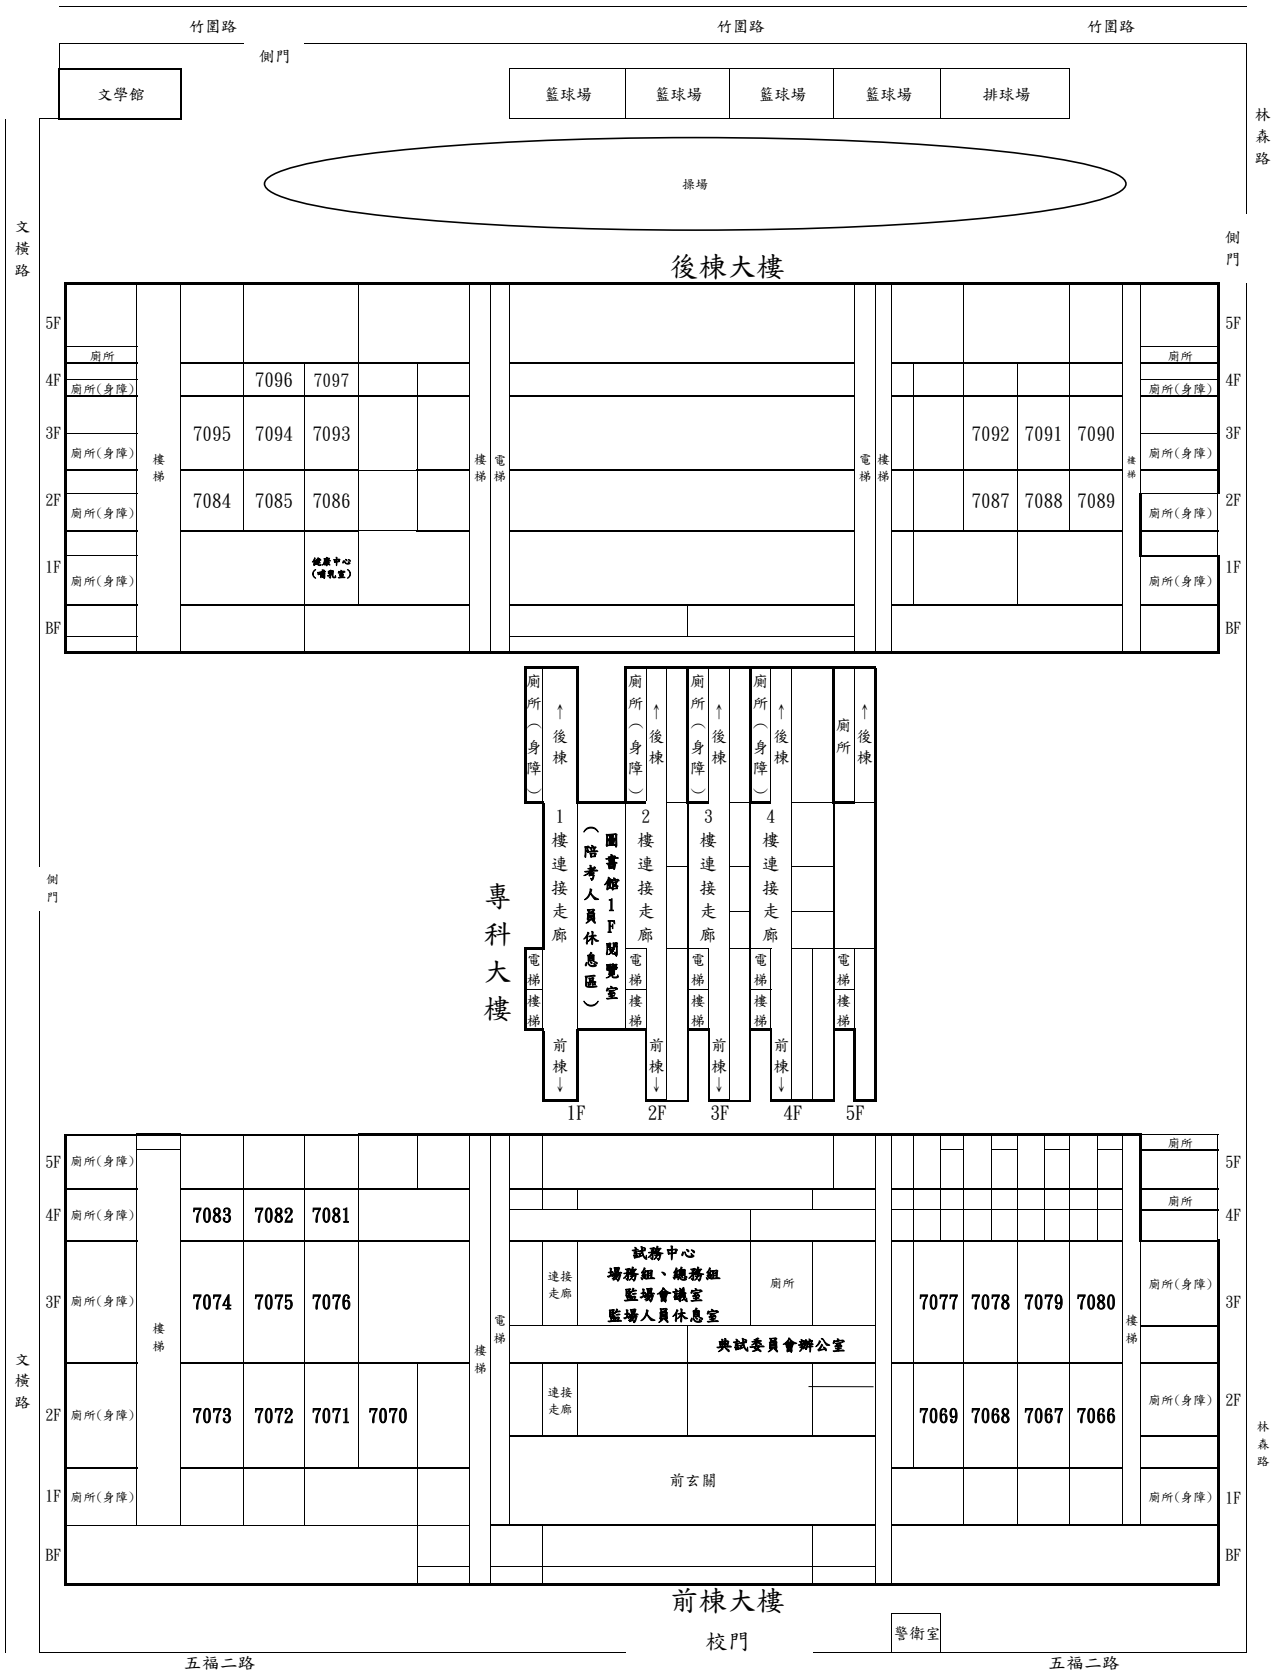 竹圍路 竹圍路 竹圍路
側門
文學館 籃球場 籃球場 籃球場 籃球場 排球場
林森路
操場
文橫路
側門
後棟大樓
5F 5F
廁所 廁所
4F 7096 7097 4F
廁所(身障) 廁所(身障)
3F 7095 7094 7093 7092 7091 7090 3F
廁所(身障) 廁所(身障)
樓梯 樓梯 電梯 電梯 樓梯 樓梯
2F 7084 7085 7086 7087 7088 7089 2F
廁所(身障) 廁所(身障)
健康中心
(哺乳室)
1F 1F
廁所(身障) 廁所(身障)
BF BF
廁所(身障) ↑後棟 廁所(身障) ↑後棟 廁所(身障) ↑後棟 廁所(身障) ↑後棟 廁所 ↑後棟
側門
專科大樓
1樓連接走廊
圖書館1F閱覽室
(陪考人員休息區)
2樓連接走廊
3樓連接走廊
4樓連接走廊
電梯 電梯 電梯 電梯 電梯
樓梯 樓梯 樓梯 樓梯 樓梯
前棟↓ 前棟↓ 前棟↓ 前棟↓
1F 2F 3F 4F 5F
廁所
5F 廁所(身障) 5F
4F 廁所(身障) 7083 7082 7081 廁所 4F
試務中心
場務組、總務組
監場會議室
監場人員休息室
連接走廊 廁所 廁所(身障)
3F 廁所(身障) 7074 7075 7076 7077 7078 7079 7080 3F
樓梯 樓梯 電梯 樓梯
典試委員會辦公室
文橫路
連接走廊
2F 廁所(身障) 7073 7072 7071 7070 7069 7068 7067 7066 廁所(身障) 2F
林森路
前玄關
1F 廁所(身障) 廁所(身障) 1F
BF BF
前棟大樓
校門 警衛室
五福二路 五福二路